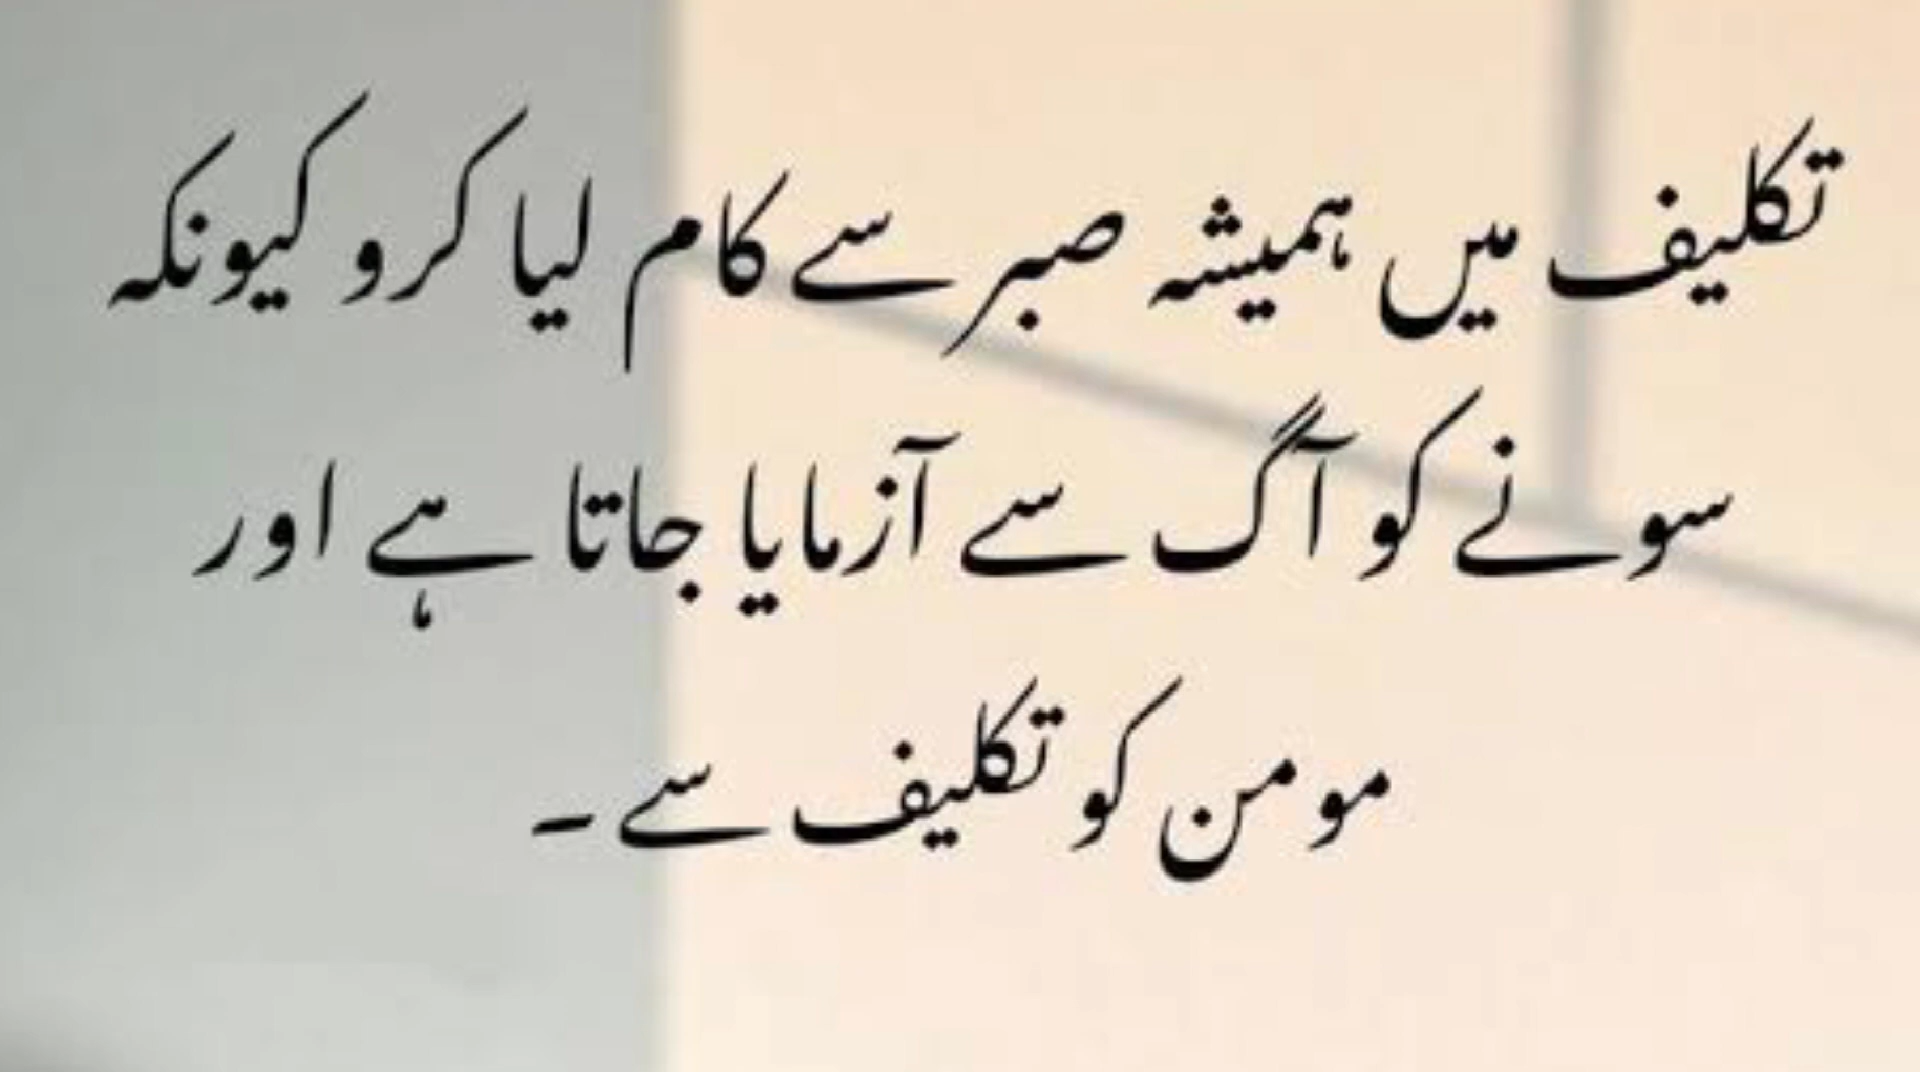 تکلیف میں ہمیشہ صبر سے کام لیا کرو کیونکہ
سونے کو آگ سے آزمایا جاتا ہے اور
مومن کو تکلیف سے۔